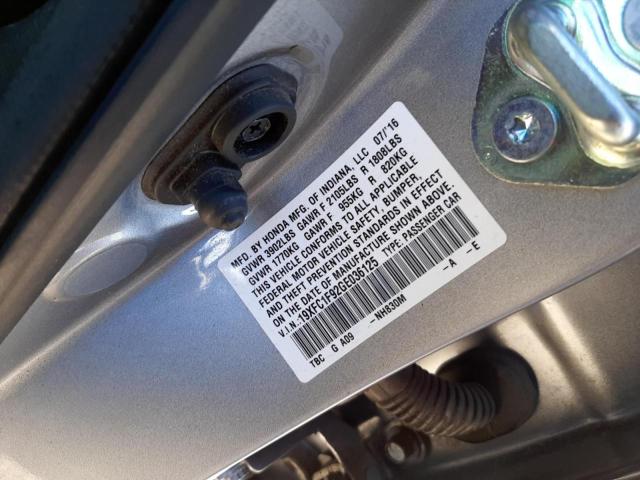 MFD. BY HONDA MFG. OF INDIANA, LLC 07/'16
GVWR 3902LBS GAWR F 2105LBS R 1808LBS
GVWR 1770KG GAWR F 955KG R 820KG
THIS VEHICLE CONFORMS TO ALL APPLICABLE
FEDERAL MOTOR VEHICLE SAFETY, BUMPER,
AND THEFT PREVENTION STANDARDS IN EFFECT
ON THE DATE OF MANUFACTURE SHOWN ABOVE.
V.I.N.:19XFC1F92GE036125 TYPE:PASSENGER CAR
TBC G A09 -NH830M -A -E